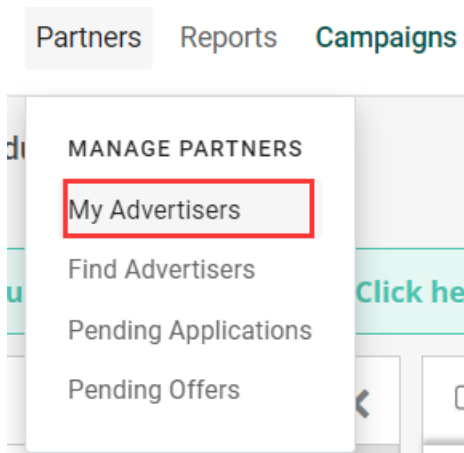 Partners Reports Campaigns
MANAGE PARTNERS
My Advertisers
Find Advertisers
Click he
Pending Applications
Pending Offers